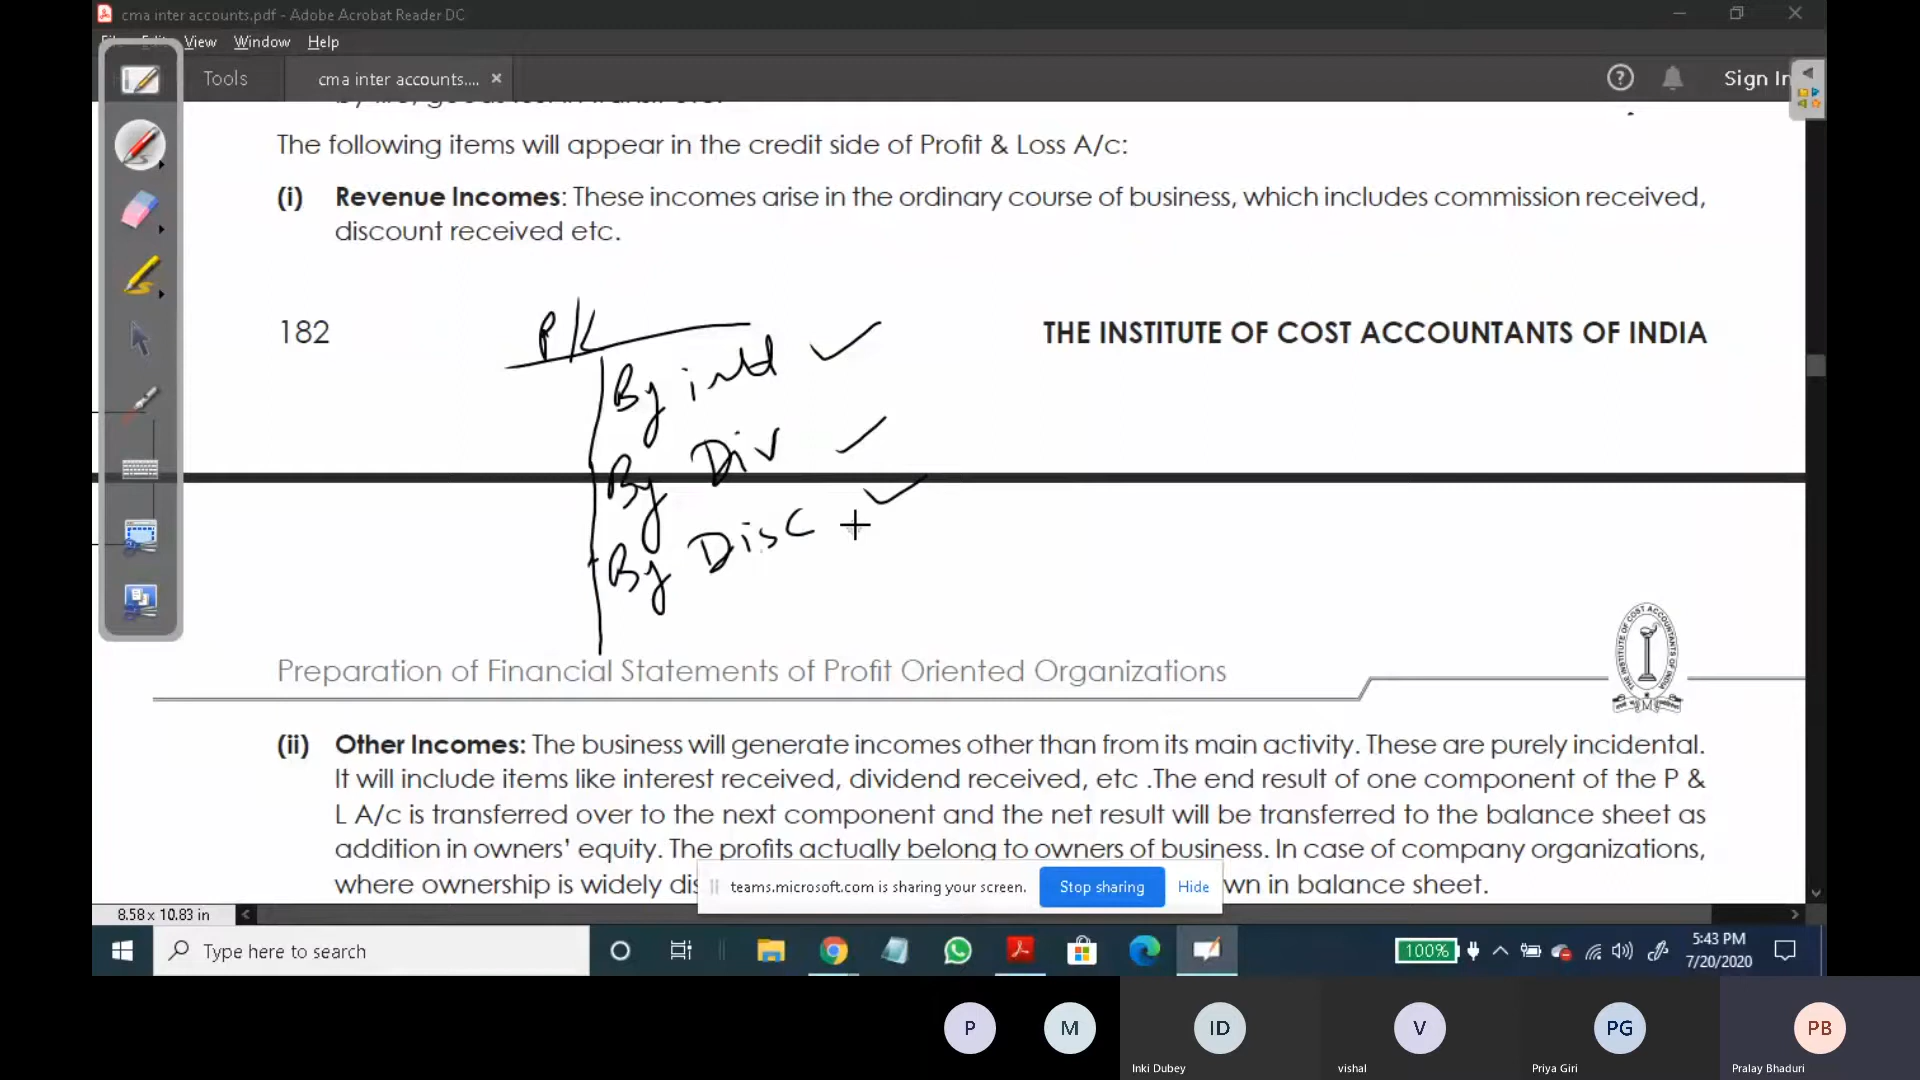 cma inter accounts.pdf - Adobe Acrobat Reader DC
View Window Help
Tools
cma inter accounts.... ×
Sign In
The following items will appear in the credit side of Profit & Loss A/c:
(i) Revenue Incomes: These incomes arise in the ordinary course of business, which includes commission received,
discount received etc.
182
THE INSTITUTE OF COST ACCOUNTANTS OF INDIA
By
By Div
By Disc
Preparation of Financial Statements of Profit Oriented Organizations
(ii) Other Incomes: The business will generate incomes other than from its main activity. These are purely incidental.
It will include items like interest received, dividend received, etc .The end result of one component of the P &
L A/c is transferred over to the next component and the net result will be transferred to the balance sheet as
addition in owners' equity. The profits actually belong to owners of business. In case of company organizations,
where ownership is widely wn in balance sheet.
teams.microsoft.com is sharing your screen. Stop sharing Hide
8.58 x 10.83 in
Type here to search
100%
5:43 PM
7/20/2020
P M ID V PG PB
Inki Dubey vishal Priya Giri Pralay Bhaduri